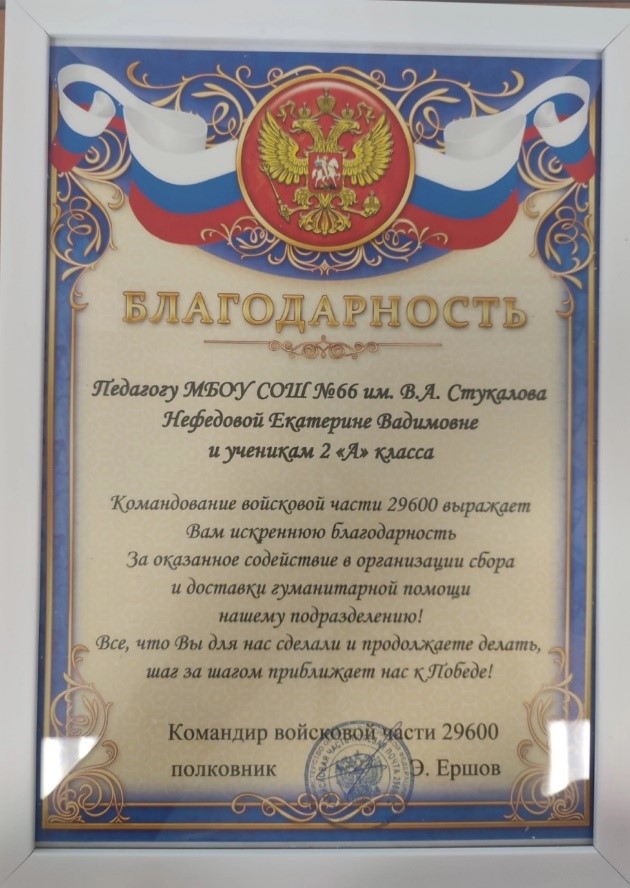 БЛАГОДАРНОСТЬ
Педагогу МБОУ СОШ №66 им. В.А. Стукалова
Нефедовой Екатерине Вадимовне
и ученикам 2 «А» класса
Командование войсковой части 29600 выражает
Вам искреннюю благодарность
За оказанное содействие в организации сбора
и доставки гуманитарной помощи
нашему подразделению!
Все, что Вы для нас сделали и продолжаете делать,
шаг за шагом приближает нас к Победе!
Командир войсковой части 29600
полковник Э. Ершов